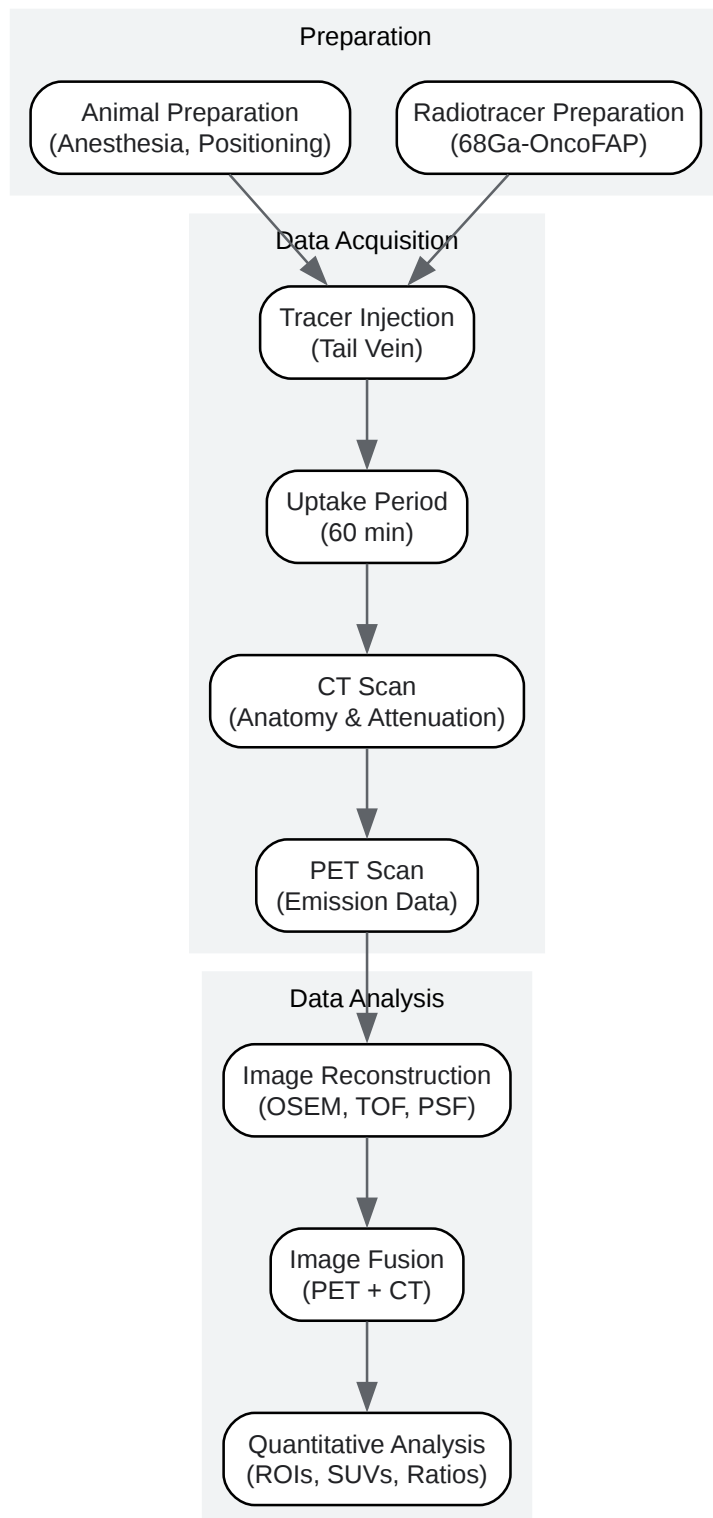 Preparation
Animal Preparation
(Anesthesia, Positioning)
Radiotracer Preparation
(68Ga-OncoFAP)
Data Acquisition
Tracer Injection
(Tail Vein)
Uptake Period
(60 min)
CT Scan
(Anatomy & Attenuation)
PET Scan
(Emission Data)
Data Analysis
Image Reconstruction
(OSEM, TOF, PSF)
Image Fusion
(PET + CT)
Quantitative Analysis
(ROIs, SUVs, Ratios)